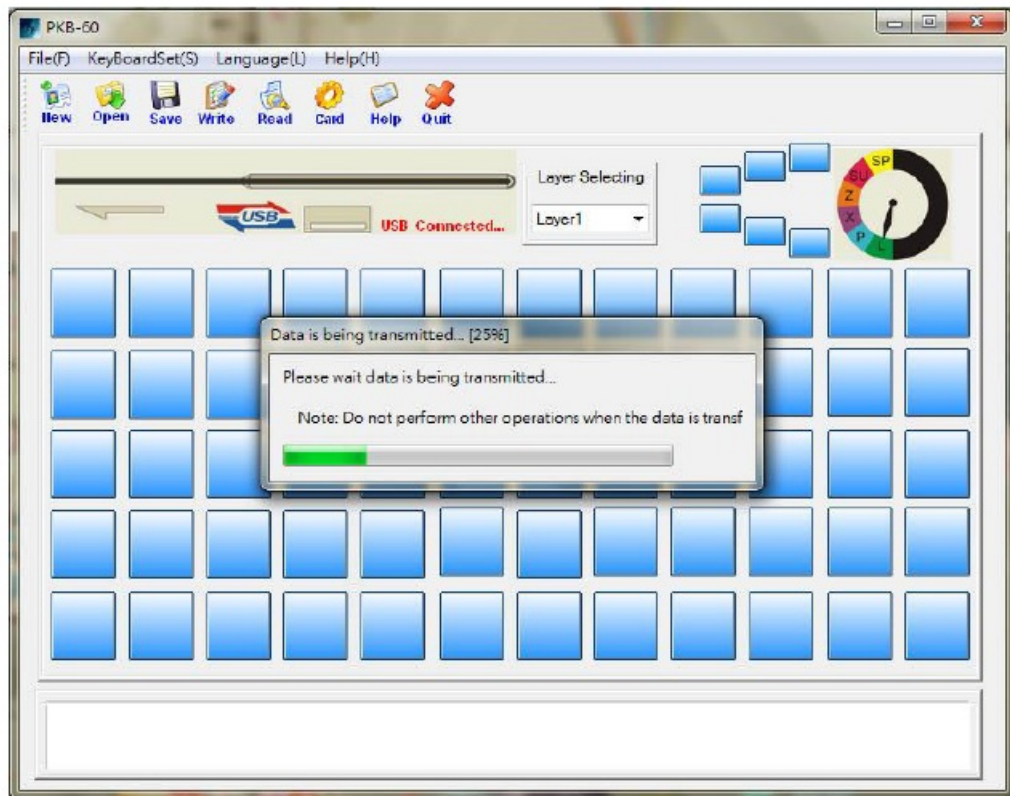 PKB-60
File(F) KeyBoardSet(S) Language(L) Help(H)
New Open Save Write Read Card Help Quit
SP
SU
Z
X
P
L
Layer Selecting
Layer1
USB
USB Connected...
Data is being transmitted... [25%]
Please wait data is being transmitted...
Note: Do not perform other operations when the data is transf